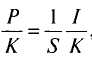 P/K = 1/S I/K,